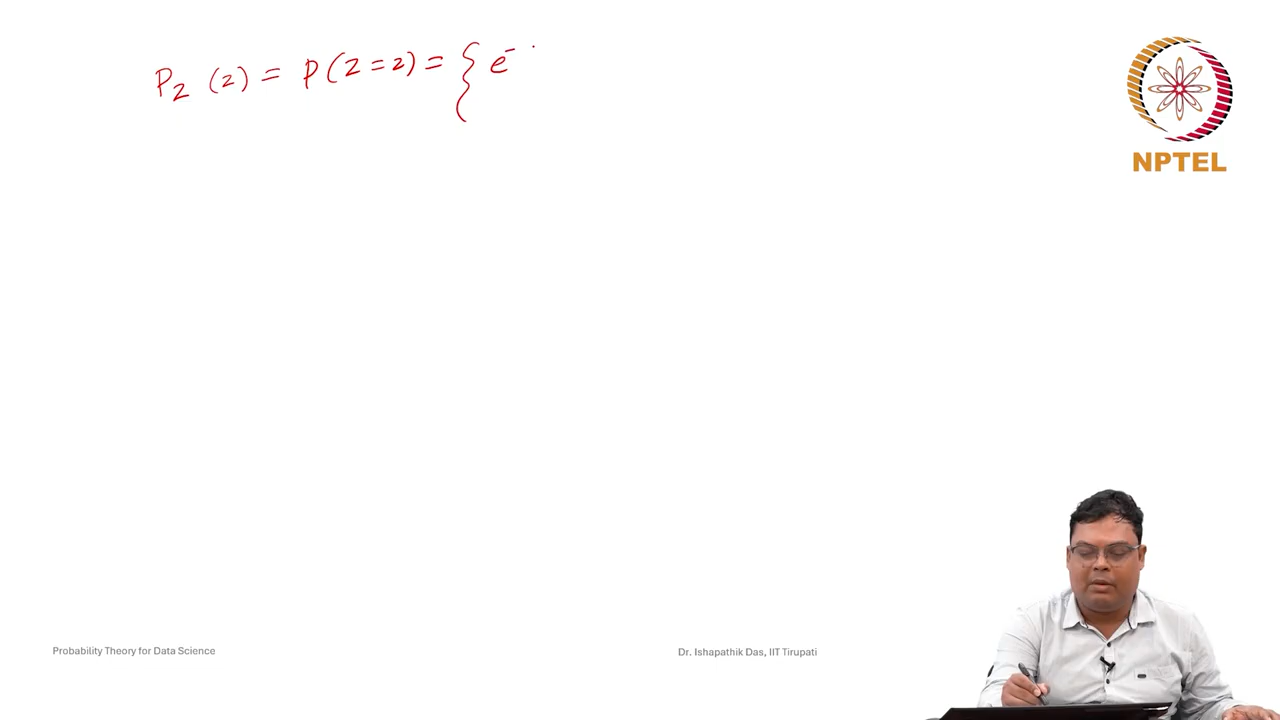 P_Z (z) = P(Z = z) = { e^-
NPTEL
Probability Theory for Data Science
Dr. Ishapathik Das, IIT Tirupati